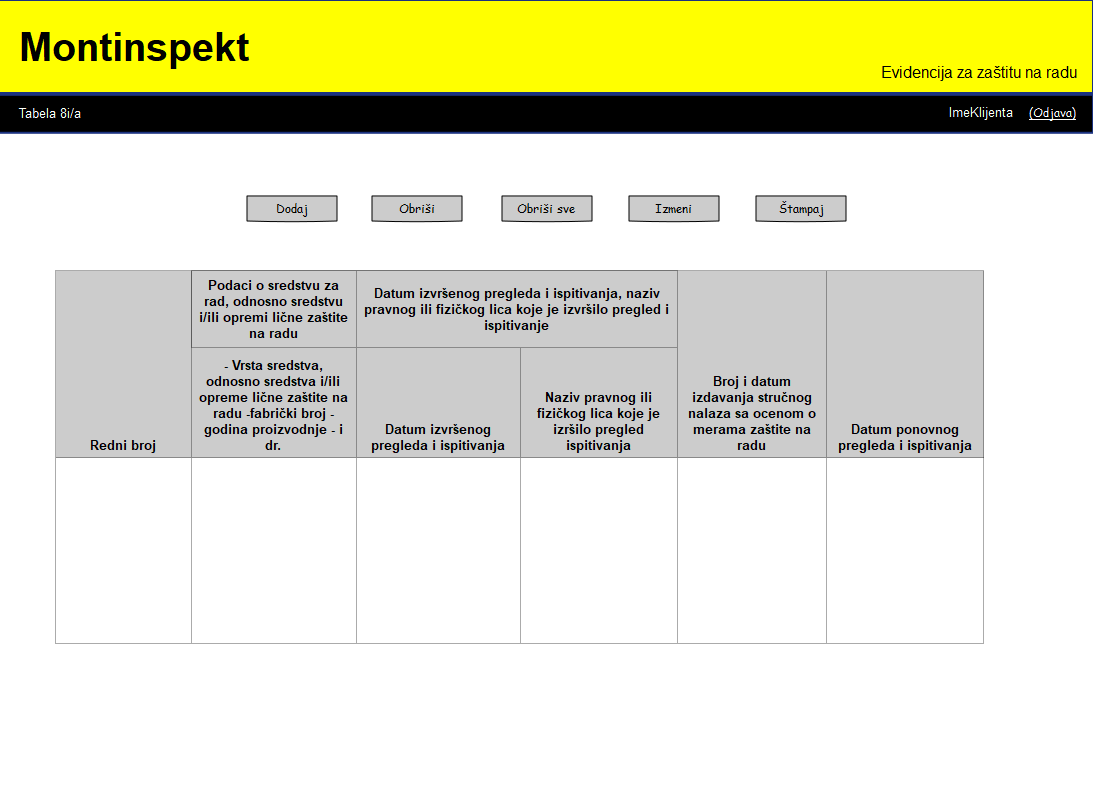 Montinspekt
Evidencija za zaštitu na radu
Tabela 8i/a
ImeKlijenta (Odjava)
Dodaj
Obriši
Obriši sve
Izmeni
Štampaj
Redni broj
Podaci o sredstvu za
rad, odnosno sredstvu
i/ili opremi lične zaštite
na radu
- Vrsta sredstva,
odnosno sredstva i/ili
opreme lične zaštite na
radu -fabrički broj -
godina proizvodnje - i
dr.
Datum izvršenog pregleda i ispitivanja, naziv
pravnog ili fizičkog lica koje je izvršilo pregled i
ispitivanje
Datum izvršenog
pregleda i ispitivanja
Naziv pravnog ili
fizičkog lica koje je
izršilo pregled
ispitivanja
Broj i datum
izdavanja stručnog
nalaza sa ocenom o
merama zaštite na
radu
Datum ponovnog
pregleda i ispitivanja